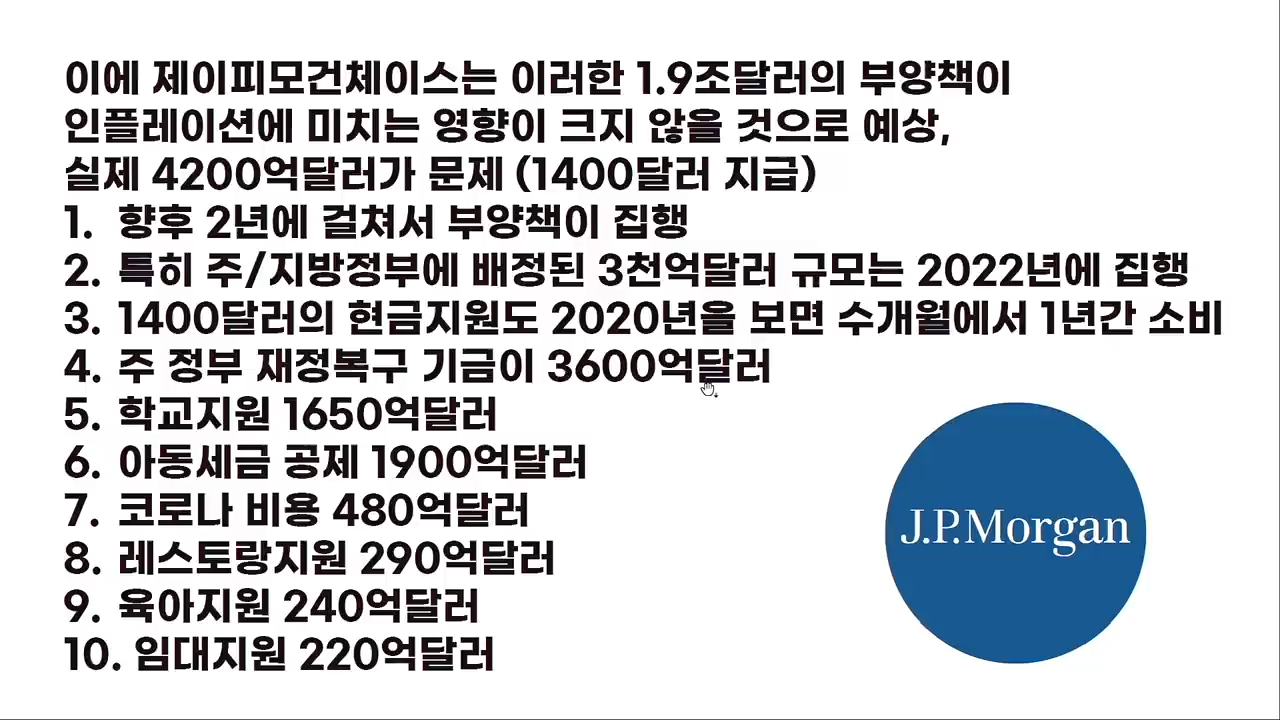 이에 제이피모건체이스는 이러한 1.9조달러의 부양책이
인플레이션에 미치는 영향이 크지 않을 것으로 예상,
실제 4200억달러가 문제 (1400달러 지급)
1. 향후 2년에 걸쳐서 부양책이 집행
2. 특히 주/지방정부에 배정된 3천억달러 규모는 2022년에 집행
3. 1400달러의 현금지원도 2020년을 보면 수개월에서 1년간 소비
4. 주 정부 재정복구 기금이 3600억달러
5. 학교지원 1650억달러
6. 아동세금 공제 1900억달러
7. 코로나 비용 480억달러
8. 레스토랑지원 290억달러
9. 육아지원 240억달러
10. 임대지원 220억달러
J.P.Morgan